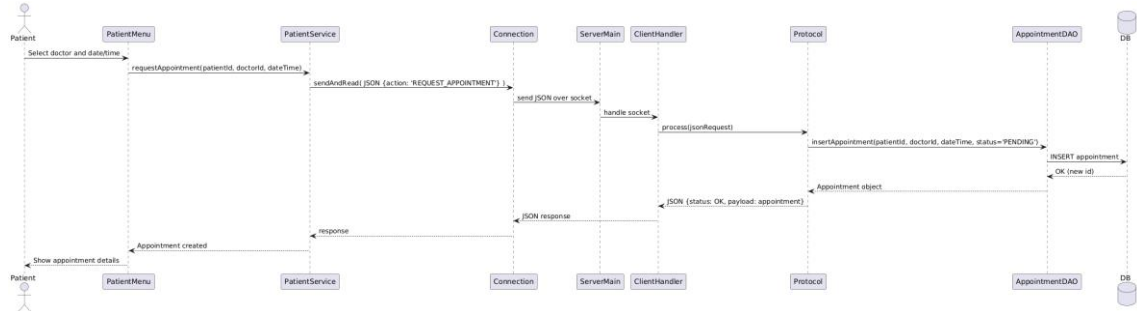 Patient
PatientMenu
PatientService
Connection
ServerMain
ClientHandler
Protocol
AppointmentDAO
DB
Select doctor and date/time
requestAppointment(patientId, doctorId, dateTime)
sendAndRead( JSON {action: 'REQUEST_APPOINTMENT'} )
send JSON over socket
handle socket
process(jsonRequest)
insertAppointment(patientId, doctorId, dateTime, status='PENDING')
INSERT appointment
OK (new id)
Appointment object
JSON {status: OK, payload: appointment}
JSON response
response
Appointment created
Show appointment details
Patient
PatientMenu
PatientService
Connection
ServerMain
ClientHandler
Protocol
AppointmentDAO
DB